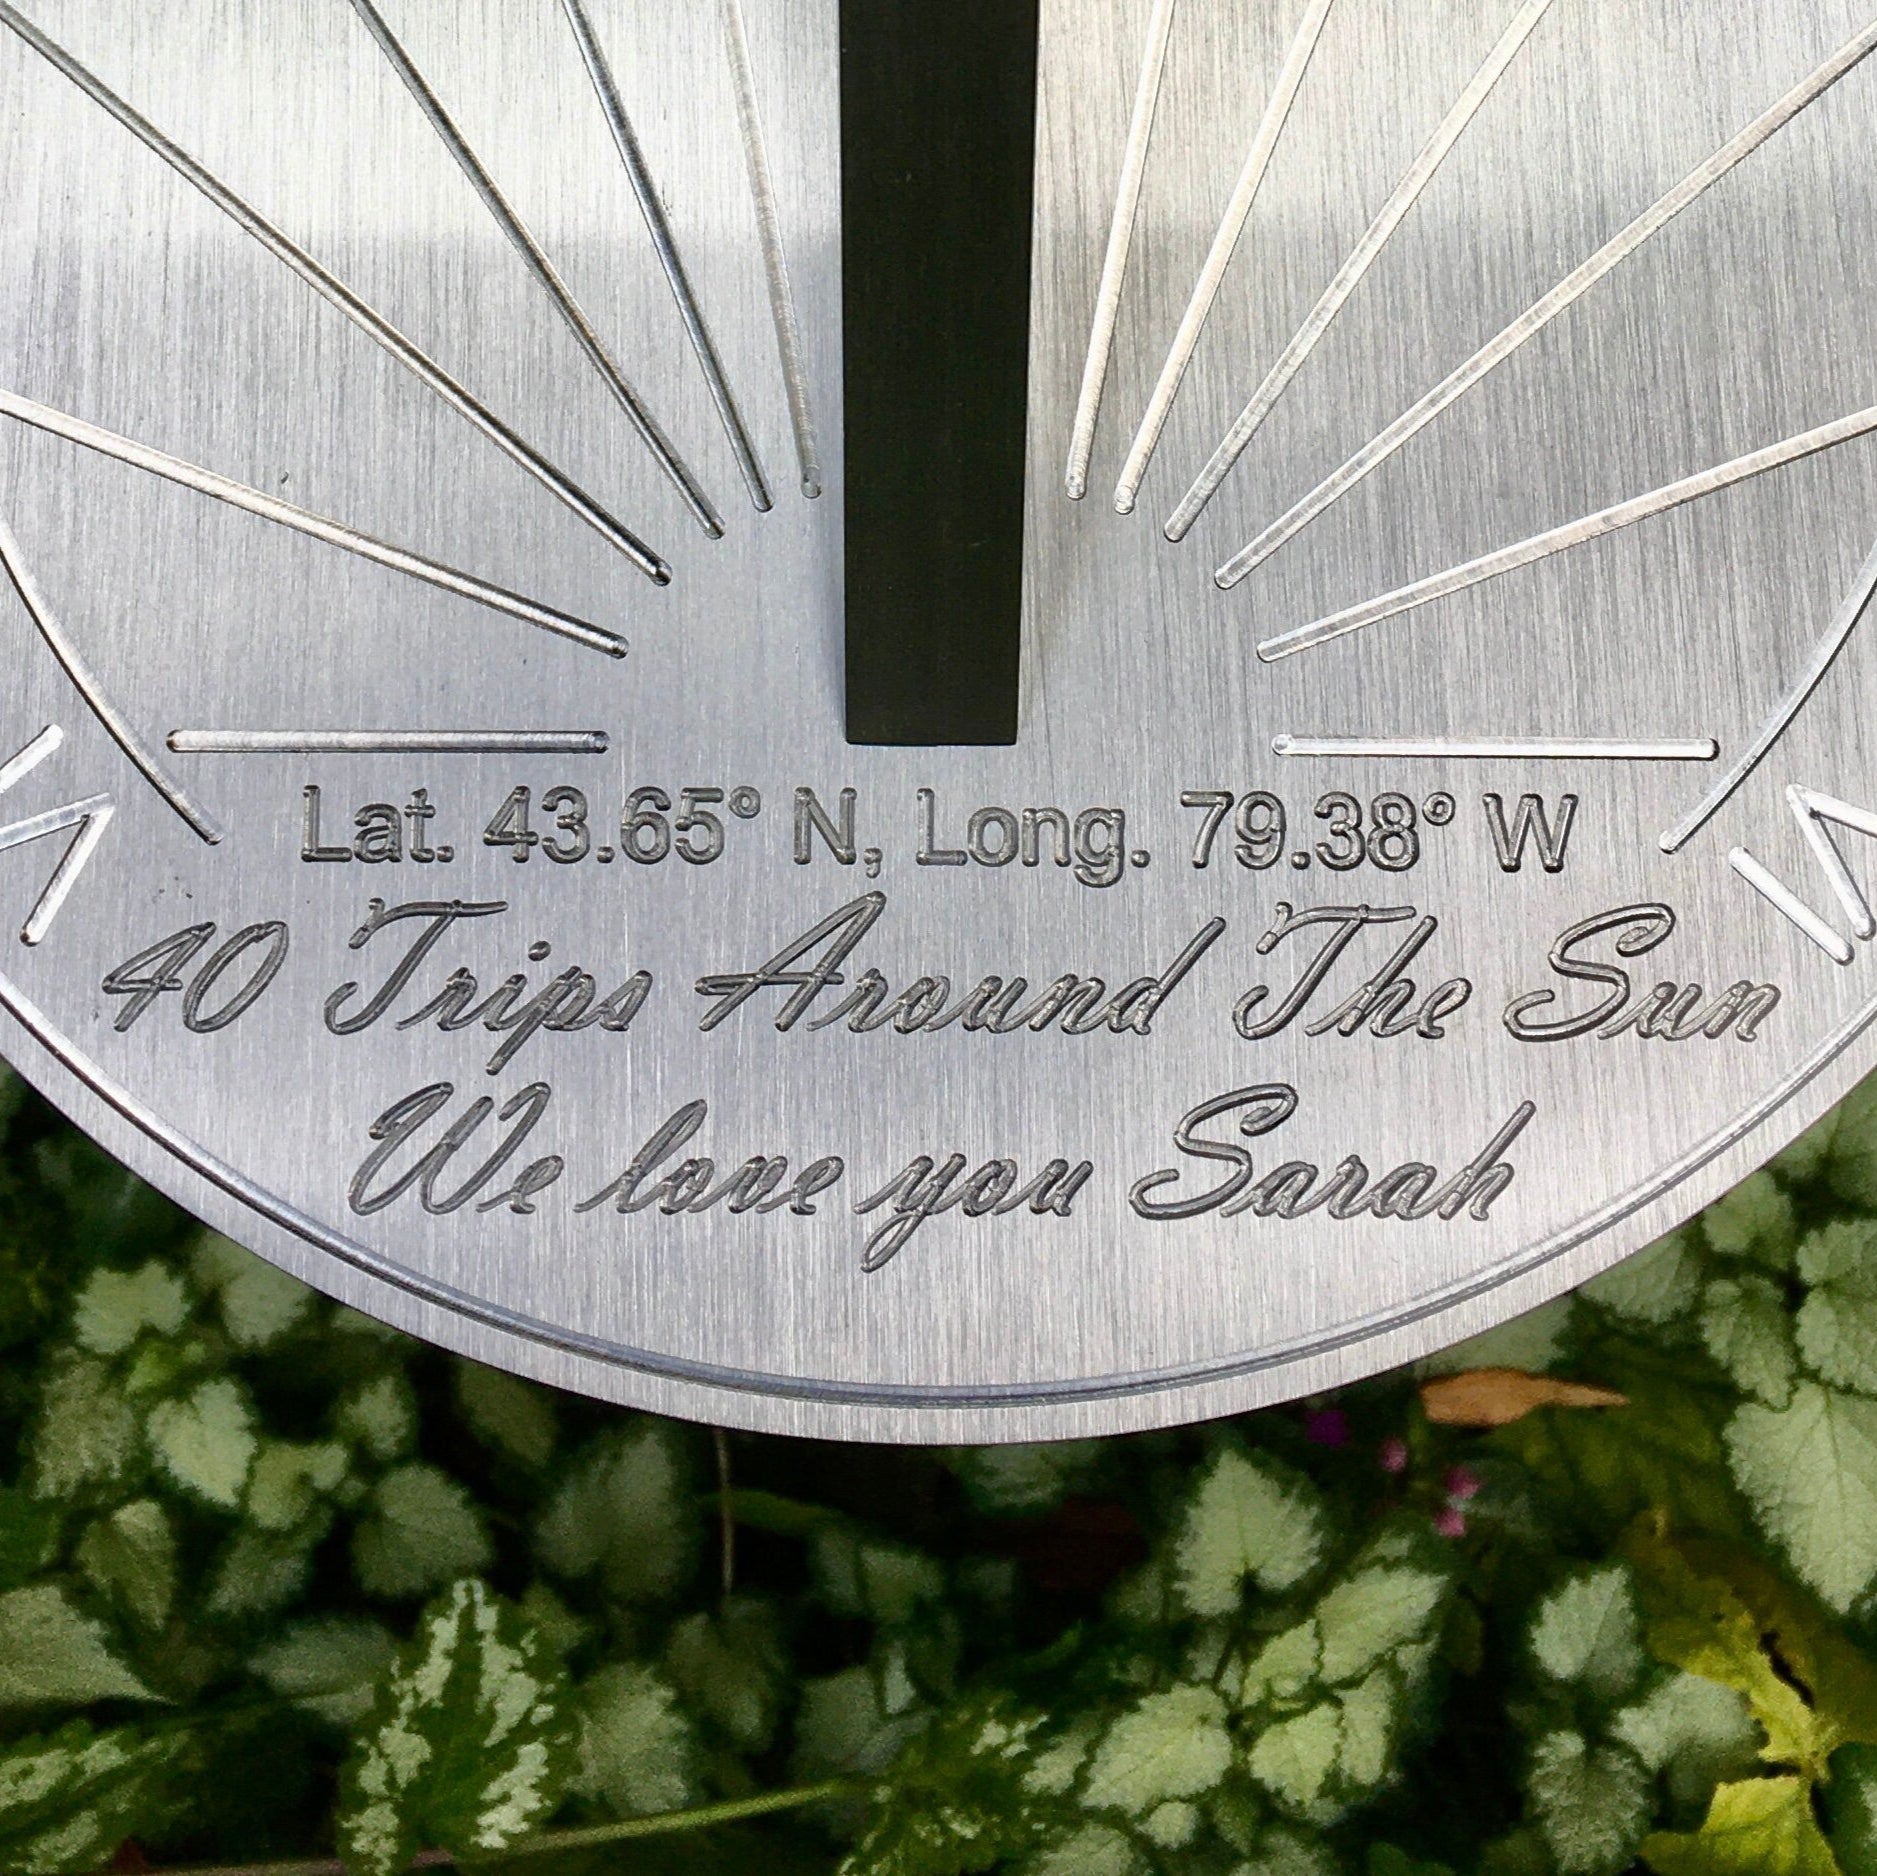 Lat. 43.65° N, Long. 79.38° W
40 Trips Around The Sun
We love you Sarah